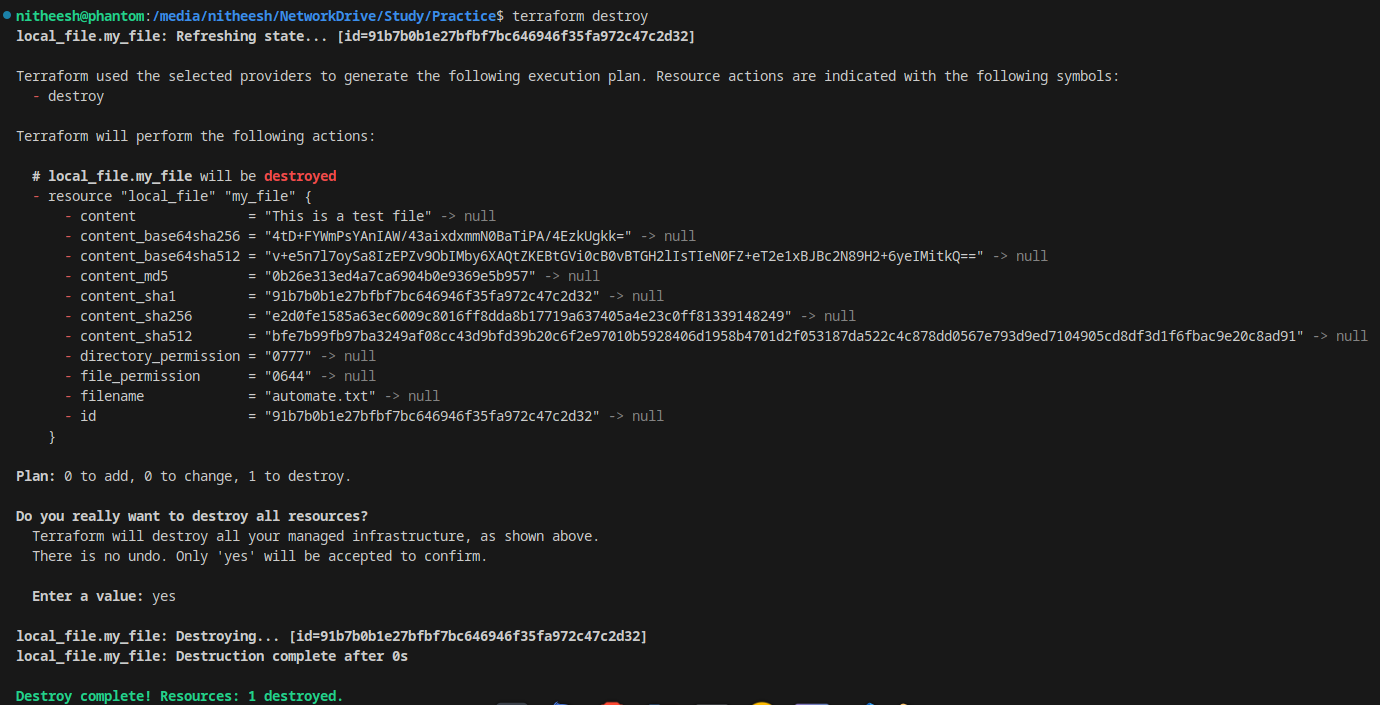 nitheesh@phantom:/media/nitheesh/NetworkDrive/Study/Practice$ terraform destroy
local_file.my_file: Refreshing state... [id=91b7b0b1e27bfbf7bc646946f35fa972c47c2d32]
Terraform used the selected providers to generate the following execution plan. Resource actions are indicated with the following symbols:
- destroy
Terraform will perform the following actions:
# local_file.my_file will be destroyed
- resource "local_file" "my_file" {
- content = "This is a test file" -> null
- content_base64sha256 = "4tD+FYWmPsYAnIAW/43aixdxmmN0BaTiPA/4EzkUgkk=" -> null
- content_base64sha512 = "v+e5n7l7oySa8IzEPZv9ObIMby6XAQtZKEBtGVi0cB0vBTGH2lIsTIeN0FZ+eT2e1xBJBc2N89H2+6yeIMitkQ==" -> null
- content_md5 = "0b26e313ed4a7ca6904b0e9369e5b957" -> null
- content_sha1 = "91b7b0b1e27bfbf7bc646946f35fa972c47c2d32" -> null
- content_sha256 = "e2d0fe1585a63ec6009c8016ff8dda8b17719a637405a4e23c0ff81339148249" -> null
- content_sha512 = "bfe7b99fb97ba3249af08cc43d9bfd39b20c6f2e97010b5928406d1958b4701d2f053187da522c4c878dd0567e793d9ed7104905cd8df3d1f6fbac9e20c8ad91" -> null
- directory_permission = "0777" -> null
- file_permission = "0644" -> null
- filename = "automate.txt" -> null
- id = "91b7b0b1e27bfbf7bc646946f35fa972c47c2d32" -> null
}
Plan: 0 to add, 0 to change, 1 to destroy.
Do you really want to destroy all resources?
Terraform will destroy all your managed infrastructure, as shown above.
There is no undo. Only 'yes' will be accepted to confirm.
Enter a value: yes
local_file.my_file: Destroying... [id=91b7b0b1e27bfbf7bc646946f35fa972c47c2d32]
local_file.my_file: Destruction complete after 0s
Destroy complete! Resources: 1 destroyed.